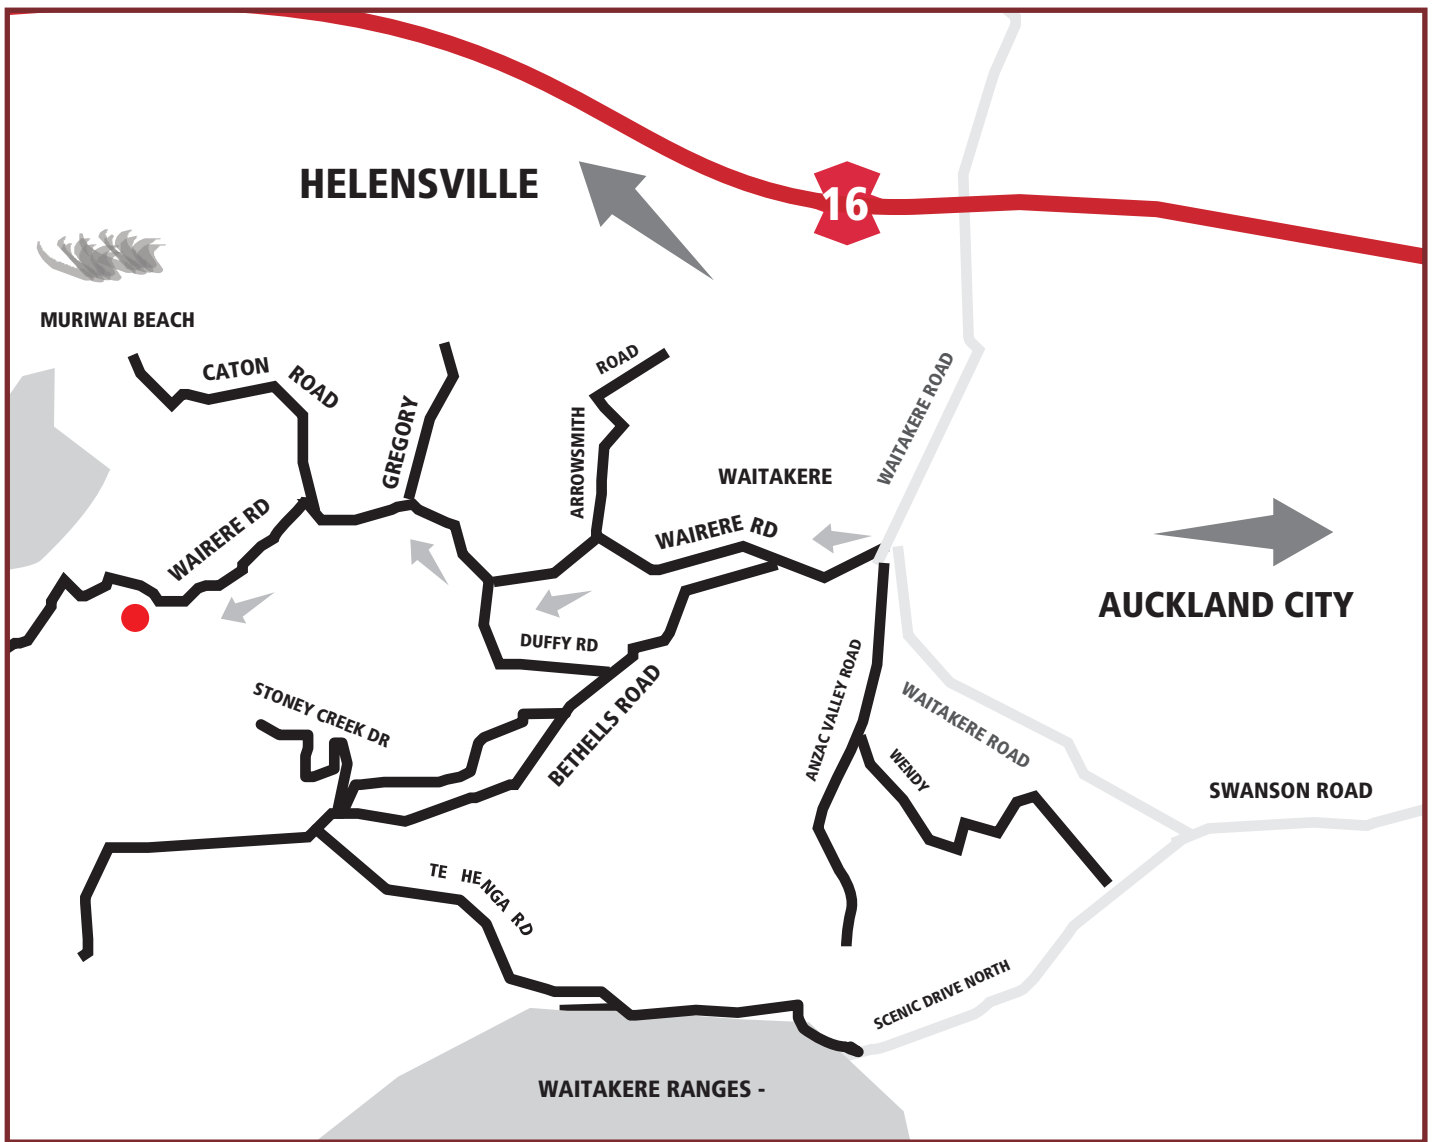 HELENSVILLE
16
MURIWAI BEACH
CATON ROAD
GREGORY
ARROWSMITH ROAD
WAITAKERE ROAD
WAITAKERE
WAIRERE RD
WAIRERE RD
AUCKLAND CITY
DUFFY RD
STONEY CREEK DR
BETHELLS ROAD
ANZAC VALLEY ROAD
WAITAKERE ROAD
WENDY
SWANSON ROAD
TE HENGA RD
SCENIC DRIVE NORTH
WAITAKERE RANGES -